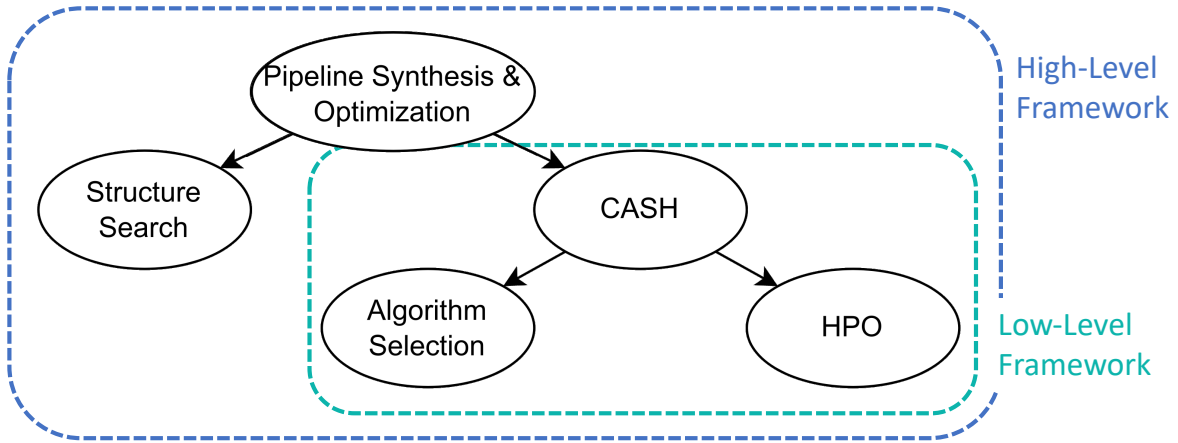 Pipeline Synthesis &
Optimization
High-Level
Framework
Structure
Search
CASH
Algorithm
Selection
HPO
Low-Level
Framework